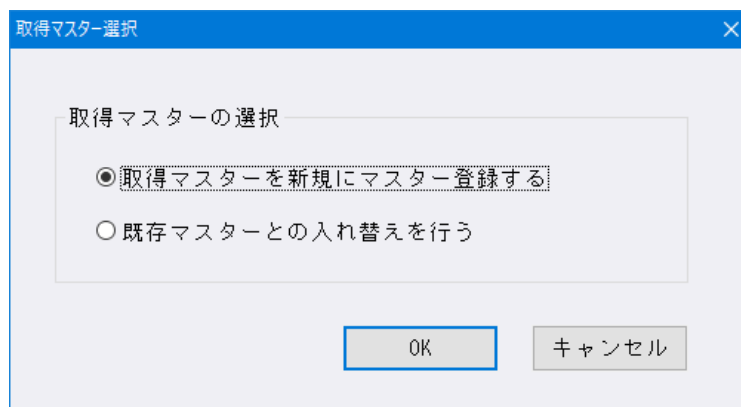 取得マスター選択
取得マスターの選択
取得マスターを新規にマスター登録する
既存マスターとの入れ替えを行う
OK
キャンセル